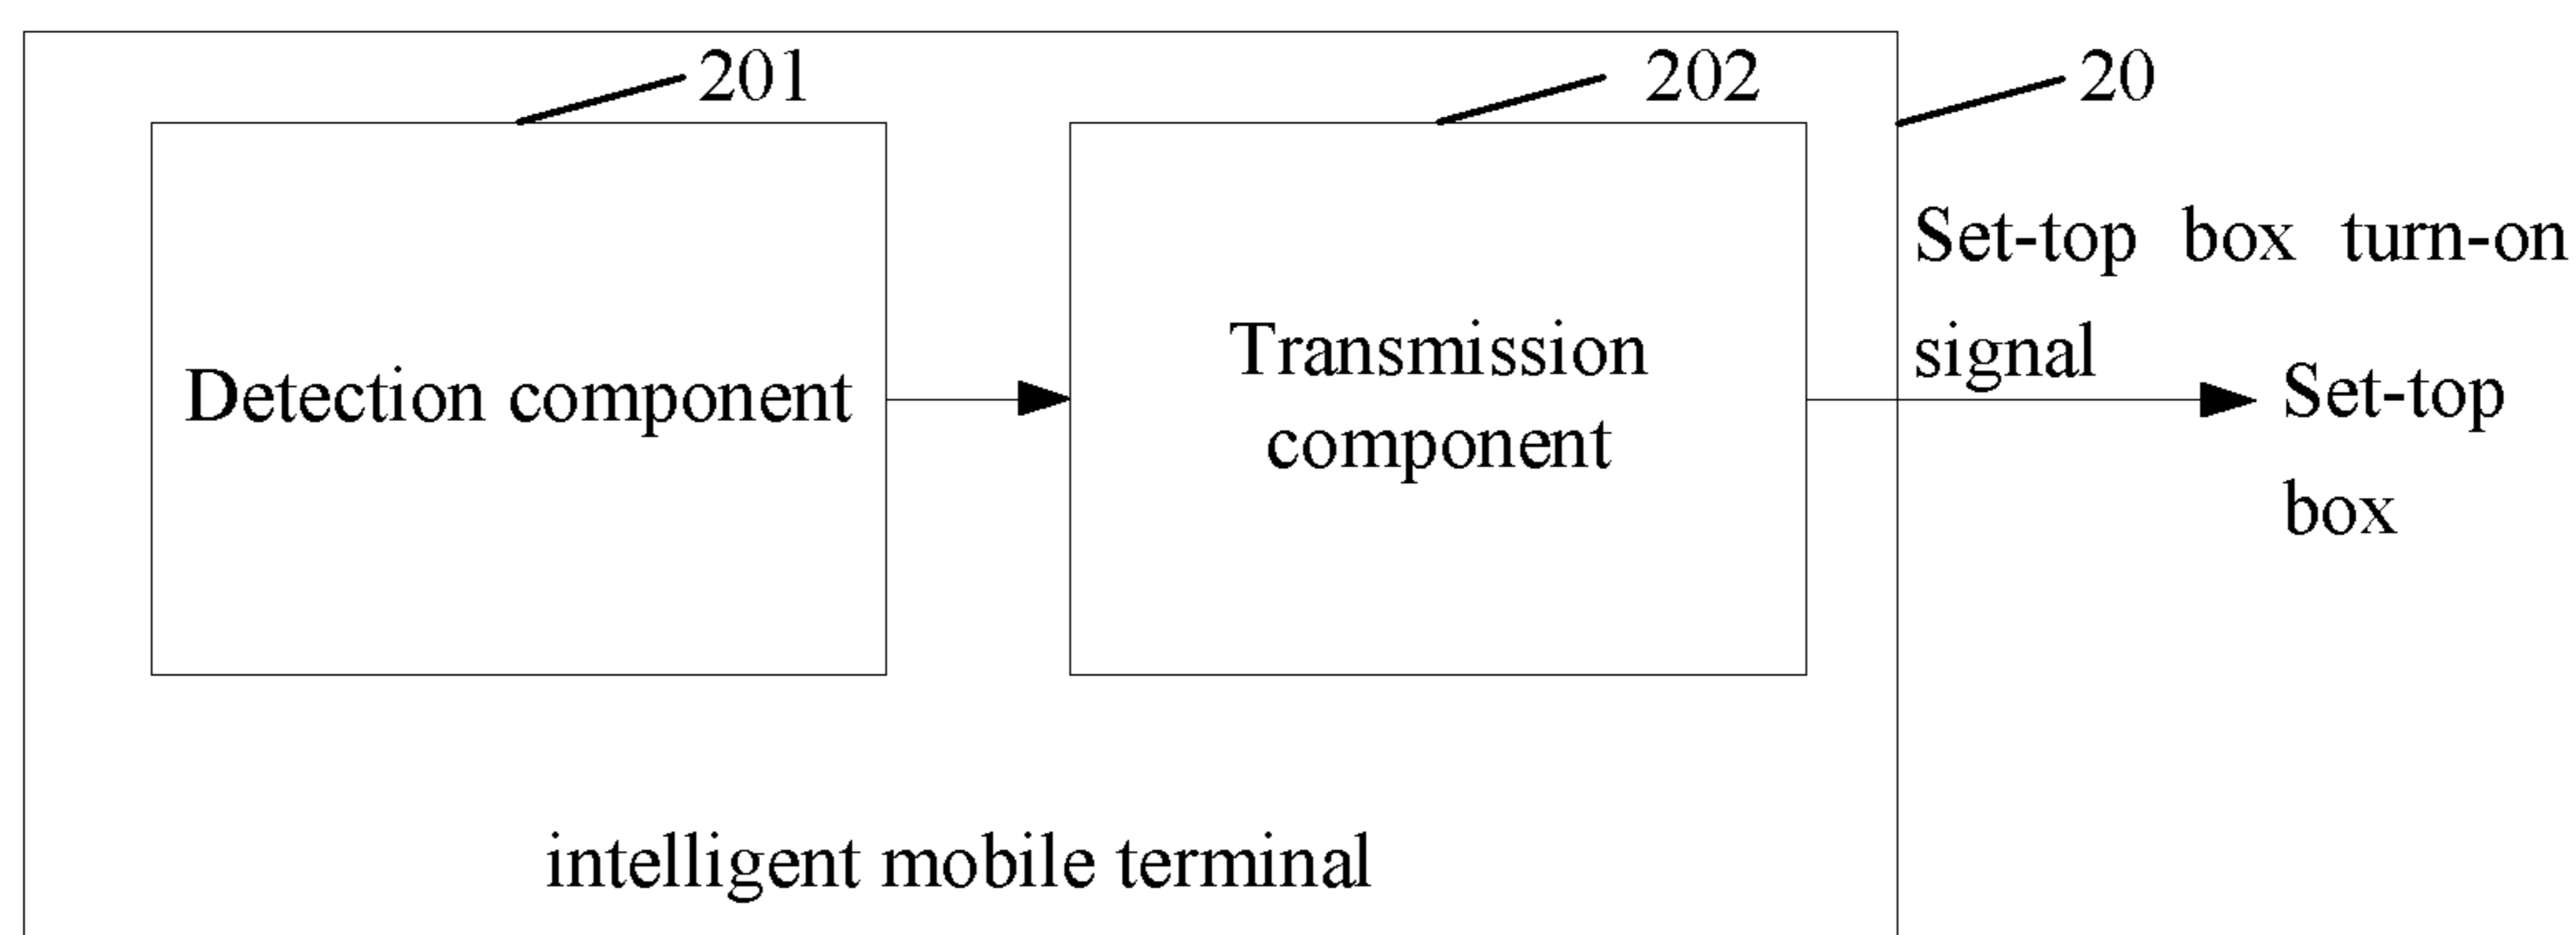 201
202
20
Set-top box turn-on
signal
Detection component
Transmission
component
Set-top
box
intelligent mobile terminal